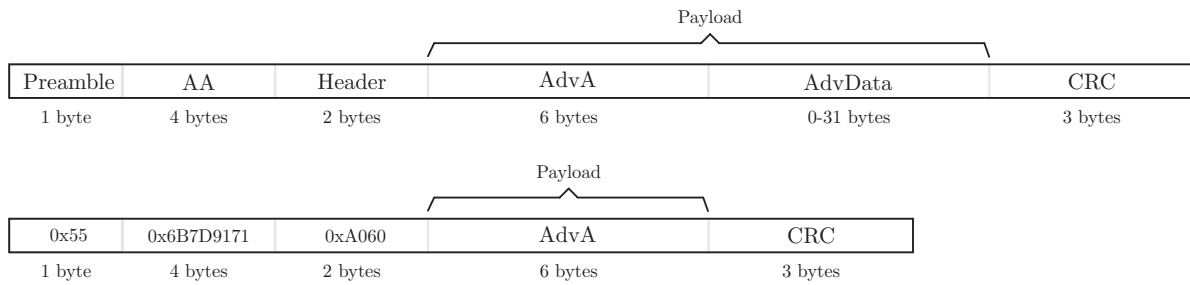 Payload
Preamble AA Header AdvA AdvData CRC
1 byte 4 bytes 2 bytes 6 bytes 0-31 bytes 3 bytes
Payload
0x55 0x6B7D9171 0xA060 AdvA CRC
1 byte 4 bytes 2 bytes 6 bytes 3 bytes